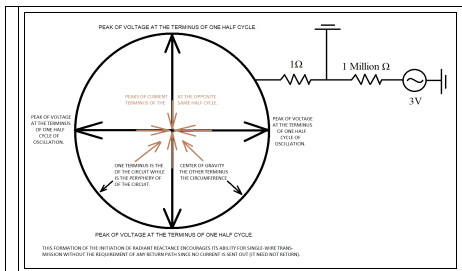 PEAK OF VOLTAGE AT THE TERMINUS OF ONE HALF CYCLE.
1Ω
1 Million Ω
3V
PEAKS OF CURRENT AT THE OPPOSITE
TERMINUS OF THE SAME HALF CYCLE.
PEAK OF VOLTAGE
AT THE TERMINUS
OF ONE HALF
CYCLE OF
OSCILLATION.
PEAK OF VOLTAGE
AT THE TERMINUS
OF ONE HALF
CYCLE OF
OSCILLATION.
ONE TERMINUS IS THE CENTER OF GRAVITY
OF THE CIRCUIT WHILE THE OTHER TERMINUS
IS THE PERIPHERY OF THE CIRCUMFERENCE
OF THE CIRCUIT.
PEAK OF VOLTAGE AT THE TERMINUS OF ONE HALF CYCLE.
THIS FORMATION OF THE INITIATION OF RADIANT REACTANCE ENCOURAGES ITS ABILITY FOR SINGLE-WIRE TRANS-
MISSION WITHOUT THE REQUIREMENT OF ANY RETURN PATH SINCE NO CURRENT IS SENT OUT (IT NEED NOT RETURN).